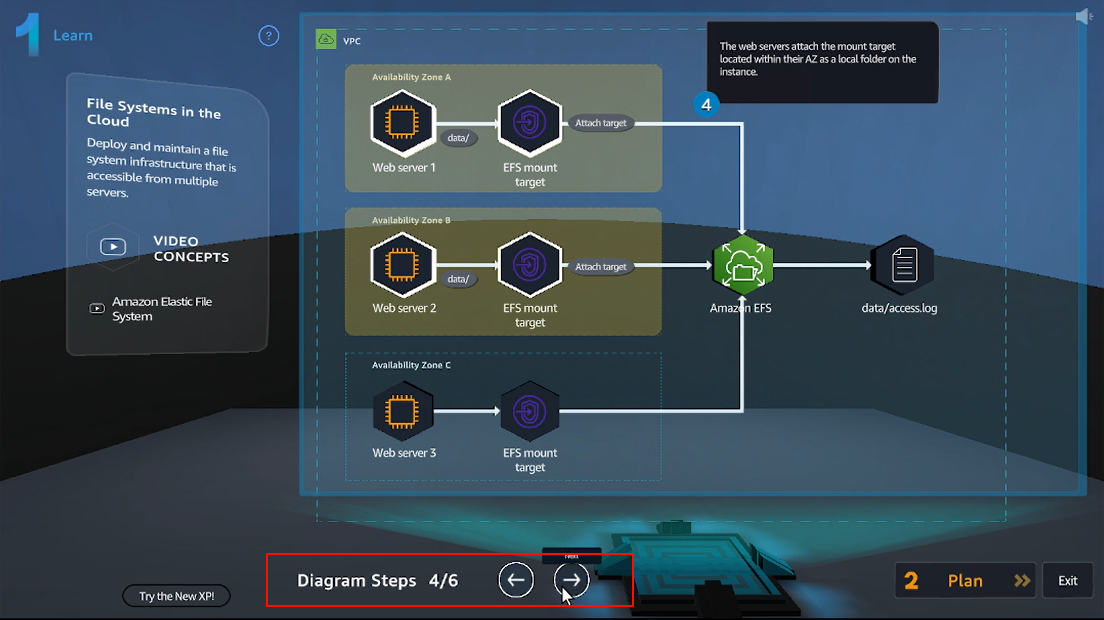 1 Learn
?
File Systems in the
Cloud
Deploy and maintain a file
system infrastructure that is
accessible from multiple
servers.
VIDEO
CONCEPTS
Amazon Elastic File
System
VPC
The web servers attach the mount target
located within their AZ as a local folder on the
instance.
4
Availability Zone A
data/
Attach target
Web server 1
EFS mount
target
Availability Zone B
data/
Attach target
Web server 2
EFS mount
target
Amazon EFS
data/access.log
Availability Zone C
Web server 3
EFS mount
target
Next
Diagram Steps 4/6
Try the New XP!
2 Plan
Exit